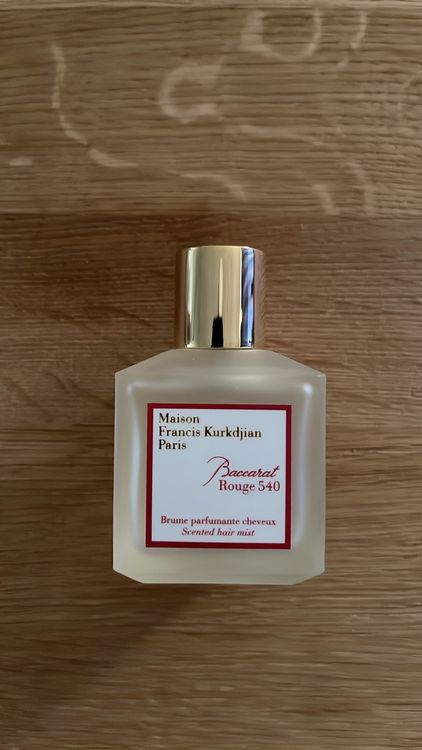 Maison
Francis Kurkdjian
Paris
Baccarat
Rouge 540
Brume parfumante cheveux
Scented hair mist